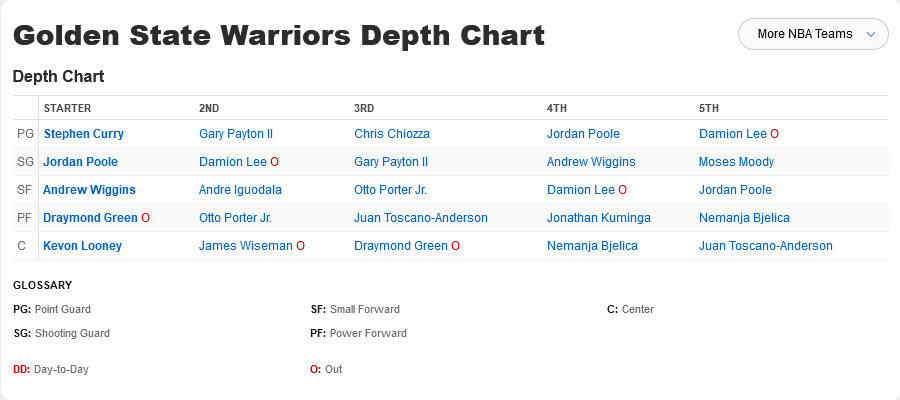 Golden State Warriors Depth Chart
More NBA Teams
Depth Chart
STARTER 2ND 3RD 4TH 5TH
PG Stephen Curry Gary Payton II Chris Chiozza Jordan Poole Damion Lee O
SG Jordan Poole Damion Lee O Gary Payton II Andrew Wiggins Moses Moody
SF Andrew Wiggins Andre Iguodala Otto Porter Jr. Damion Lee O Jordan Poole
PF Draymond Green O Otto Porter Jr. Juan Toscano-Anderson Jonathan Kuminga Nemanja Bjelica
C Kevon Looney James Wiseman O Draymond Green O Nemanja Bjelica Juan Toscano-Anderson
GLOSSARY
PG: Point Guard SF: Small Forward C: Center
SG: Shooting Guard PF: Power Forward
DD: Day-to-Day O: Out